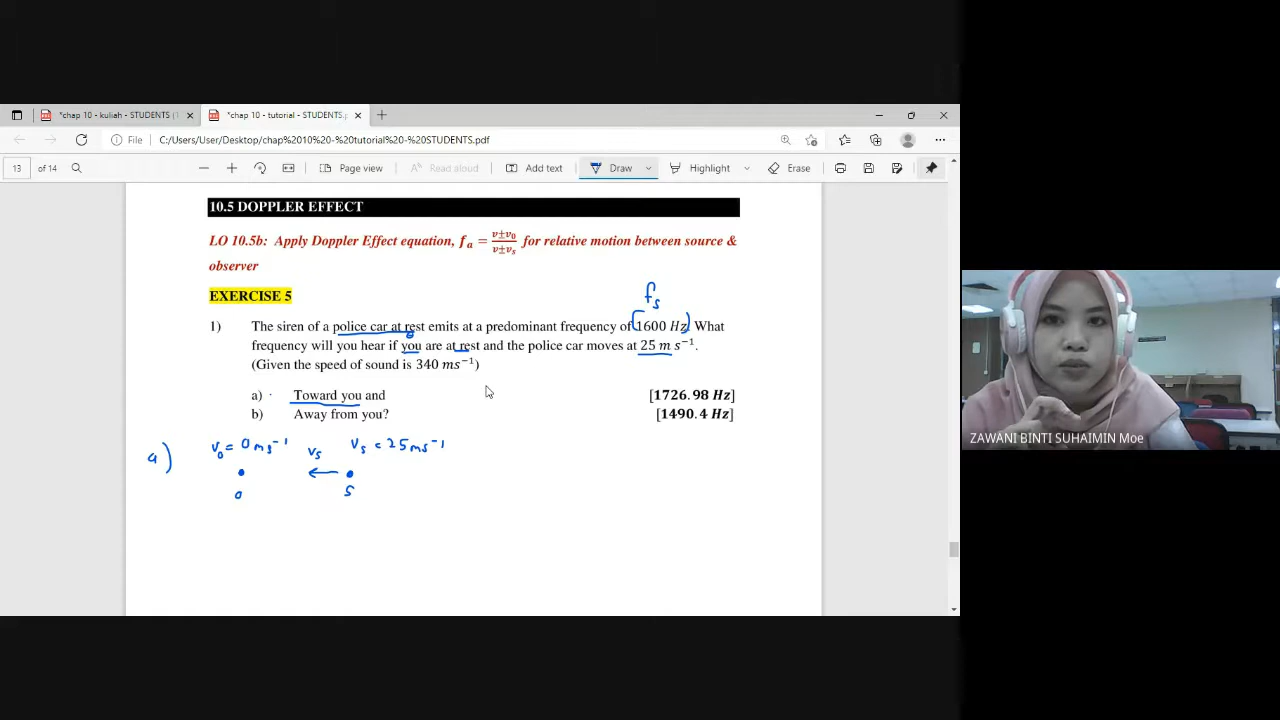 *chap 10 - kuliah - STUDENTS (1
*chap 10 - tutorial - STUDENTS.p
File
C:/Users/User/Desktop/chap%2010%20-%20tutorial%20-%20STUDENTS.pdf
13 of 14
Page view
Read aloud
Add text
Draw
Highlight
Erase
10.5 DOPPLER EFFECT
LO 10.5b: Apply Doppler Effect equation, fₐ = (v±v₀)/(v±vₛ) for relative motion between source &
observer
EXERCISE 5
fₛ
1) The siren of a police car at rest emits at a predominant frequency of 1600 Hz. What
frequency will you hear if you are at rest and the police car moves at 25 m s⁻¹.
(Given the speed of sound is 340 ms⁻¹)
a) Toward you and [1726.98 Hz]
b) Away from you? [1490.4 Hz]
a) v₀ = 0 ms⁻¹ vₛ vₛ = 25 ms⁻¹
o s
ZAWANI BINTI SUHAIMIN Moe